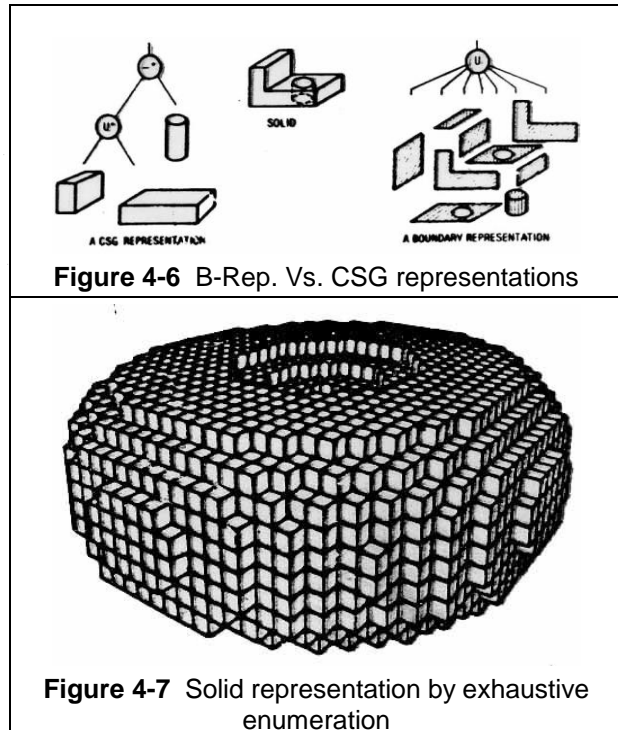 -*
U*
U
SOLID
A CSG REPRESENTATION
A BOUNDARY REPRESENTATION
Figure 4-6 B-Rep. Vs. CSG representations
Figure 4-7 Solid representation by exhaustive
enumeration